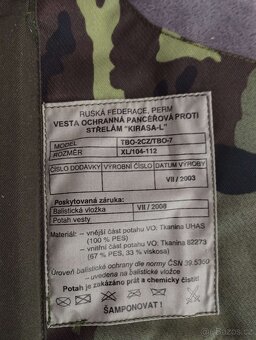 RUSKÁ FEDERACE, PERM
VESTA OCHRANNÁ PANCÉŘOVÁ PROTI
STŘELÁM "KIRASA-L"
MODEL TBO-2CZ/TBO-7
ROZMĚR XL/104-112
ČÍSLO DODÁVKY VÝROBNÍ ČÍSLO DATUM VÝROBY
VII / 2003
Poskytovaná záruka:
Balistická vložka VII / 2008
Potah vesty
Materiál: – vnější část potahu VO: Tkanina UHAS
(100 % PES)
– vnitřní část potahu VO: Tkanina 82273
(67% PES, 33 % viskosa)
Úroveň balistické ochrany dle normy ČSN 39 5360
– uvedena na balistické vložce
Potah je zakázáno prát a chemicky čistit!
ŠAMPONOVAT !